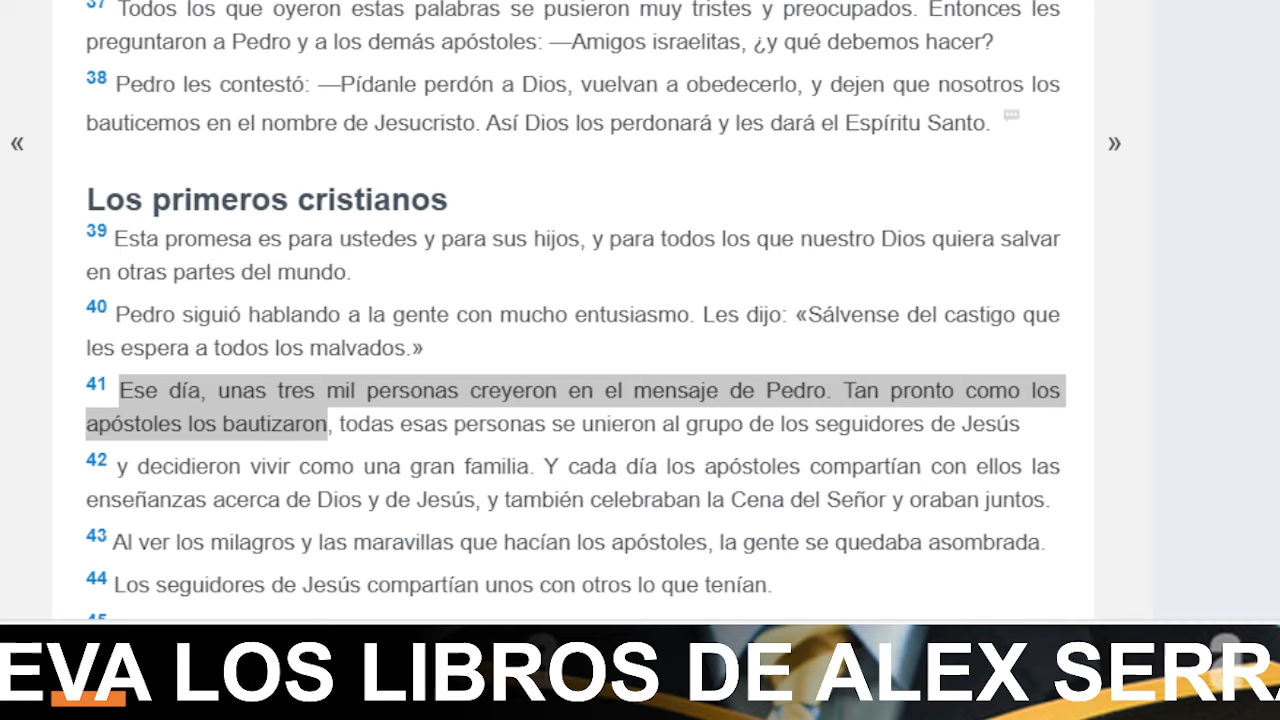 37 Todos los que oyeron estas palabras se pusieron muy tristes y preocupados. Entonces les
preguntaron a Pedro y a los demás apóstoles: —Amigos israelitas, ¿y qué debemos hacer?
38 Pedro les contestó: —Pídanle perdón a Dios, vuelvan a obedecerlo, y dejen que nosotros los
bauticemos en el nombre de Jesucristo. Así Dios los perdonará y les dará el Espíritu Santo.
« »
Los primeros cristianos
39 Esta promesa es para ustedes y para sus hijos, y para todos los que nuestro Dios quiera salvar
en otras partes del mundo.
40 Pedro siguió hablando a la gente con mucho entusiasmo. Les dijo: «Sálvense del castigo que
les espera a todos los malvados.»
41 Ese día, unas tres mil personas creyeron en el mensaje de Pedro. Tan pronto como los
apóstoles los bautizaron, todas esas personas se unieron al grupo de los seguidores de Jesús
42 y decidieron vivir como una gran familia. Y cada día los apóstoles compartían con ellos las
enseñanzas acerca de Dios y de Jesús, y también celebraban la Cena del Señor y oraban juntos.
43 Al ver los milagros y las maravillas que hacían los apóstoles, la gente se quedaba asombrada.
44 Los seguidores de Jesús compartían unos con otros lo que tenían.
45
EVA LOS LIBROS DE ALEX SERR